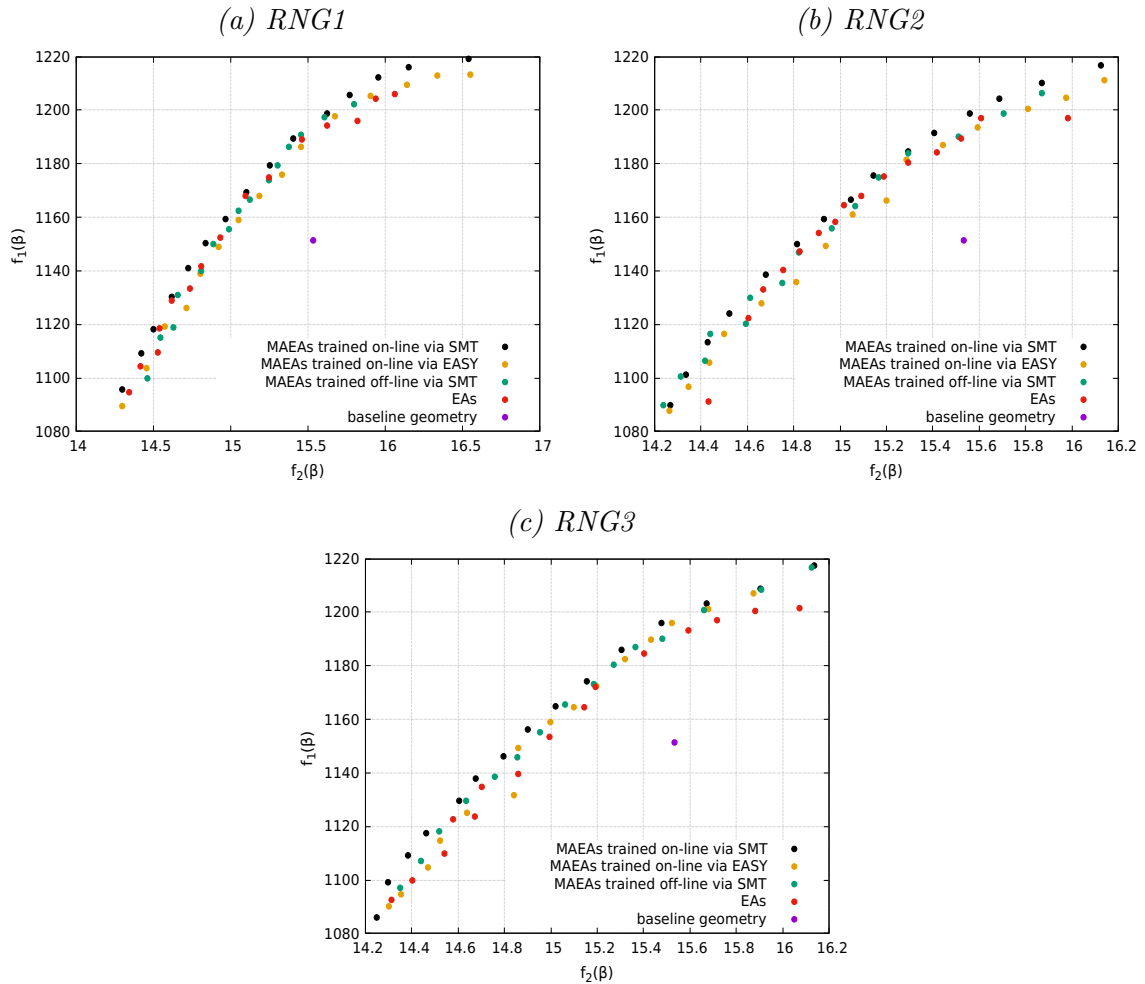 (a) RNG1
1220
1200
1180
1160
1140
1120
1100
1080
f1(β)
14
14.5
15
15.5
16
16.5
17
f2(β)
MAEAs trained on-line via SMT
MAEAs trained on-line via EASY
MAEAs trained off-line via SMT
EAs
baseline geometry
(b) RNG2
1220
1200
1180
1160
1140
1120
1100
1080
f1(β)
14.2
14.4
14.6
14.8
15
15.2
15.4
15.6
15.8
16
16.2
f2(β)
MAEAs trained on-line via SMT
MAEAs trained on-line via EASY
MAEAs trained off-line via SMT
EAs
baseline geometry
(c) RNG3
1220
1200
1180
1160
1140
1120
1100
1080
f1(β)
14.2
14.4
14.6
14.8
15
15.2
15.4
15.6
15.8
16
16.2
f2(β)
MAEAs trained on-line via SMT
MAEAs trained on-line via EASY
MAEAs trained off-line via SMT
EAs
baseline geometry